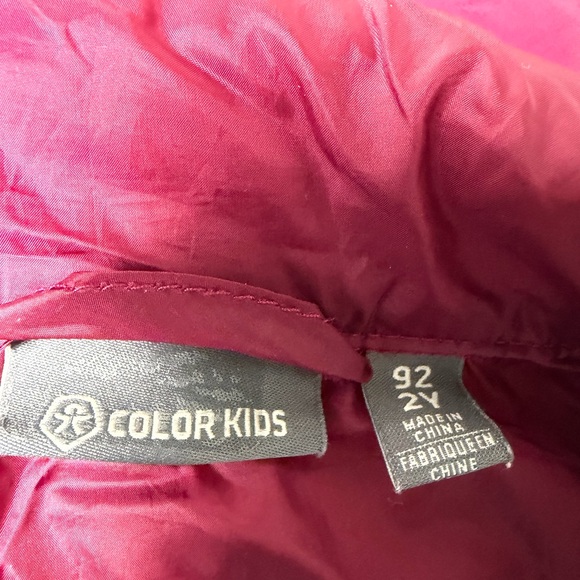 COLOR KIDS
92
2Y
MADE IN
CHINA
FABRIQUE EN
CHINE